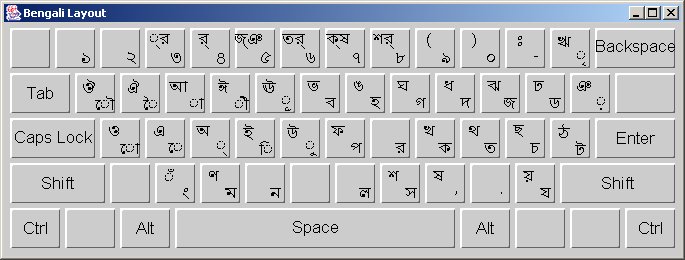 Bengali Layout
১ ২ ্র ৩ র্ ৪ জ্ঞ ৫ ত্র ৬ ক্ষ ৭ শ্র ৮ ( ৯ ) ০ ঃ - ঋ ৃ Backspace
Tab ঔ ৌ ঐ ৈ আ া ঈ ী ঊ ূ ভ ব ঙ হ ঘ গ ধ দ ঝ জ ঢ ড ঞ ়
Caps Lock ও ো এ ে অ ্ ই ি উ ু ফ প র খ ক থ ত ছ চ ঠ ট Enter
Shift ঁ ং ণ ম ন ল শ স ষ , . য় য Shift
Ctrl Alt Space Alt Ctrl